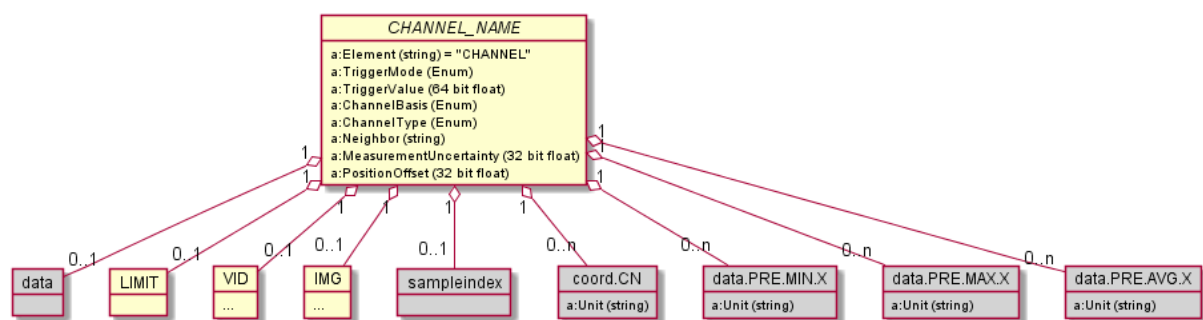 CHANNEL_NAME
a:Element (string) = "CHANNEL"
a:TriggerMode (Enum)
a:TriggerValue (64 bit float)
a:ChannelBasis (Enum)
a:ChannelType (Enum)
a:Neighbor (string)
a:MeasurementUncertainty (32 bit float)
a:PositionOffset (32 bit float)
1 1 1 1 1 1 1 1 1
0..1 0..1 0..1 0..1 0..1 0..n 0..n 0..n 0..n
data LIMIT VID IMG sampleindex coord.CN data.PRE.MIN.X data.PRE.MAX.X data.PRE.AVG.X
... ... a:Unit (string) a:Unit (string) a:Unit (string) a:Unit (string)